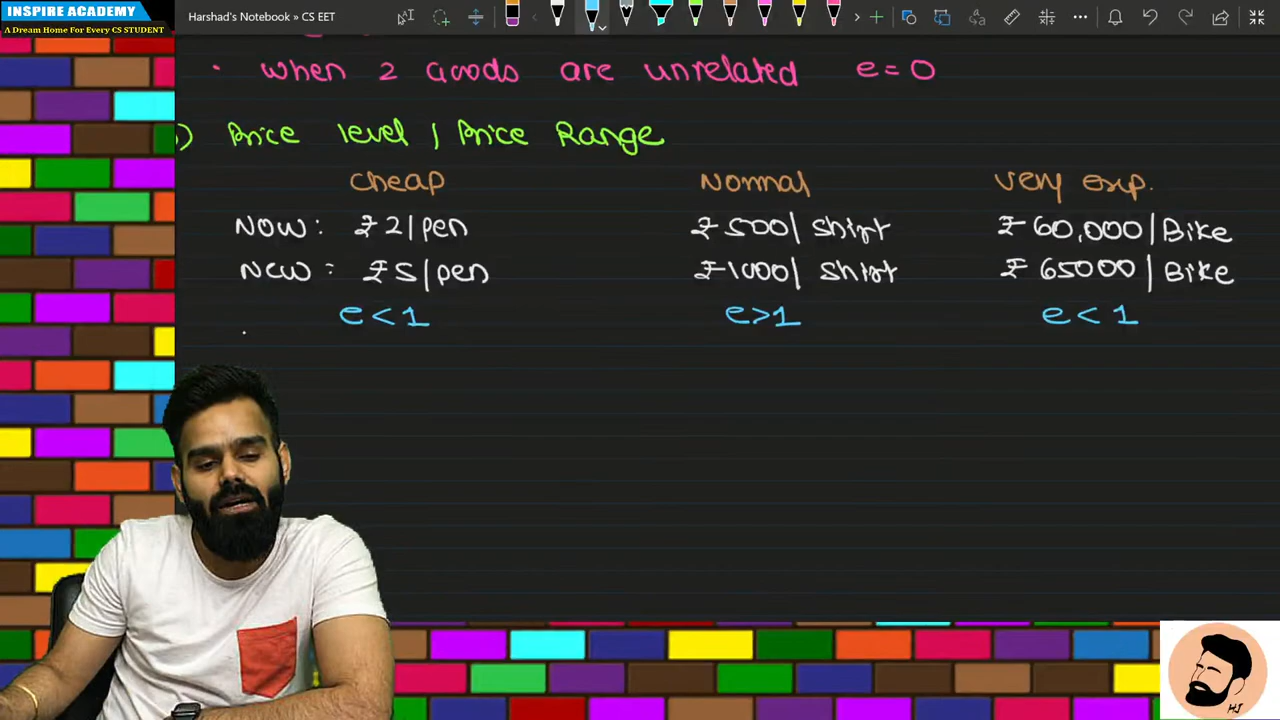 INSPIRE ACADEMY
A Dream Home For Every CS STUDENT
Harshad's Notebook » CS EET
• when 2 Goods are unrelated e=0
) Price level | Price Range
Cheap Normal Very exp.
Now: ₹2/pen ₹500/ shirt ₹60,000/Bike
New: ₹5/pen ₹1000/ shirt ₹65000/Bike
e<1 e>1 e<1
HJ